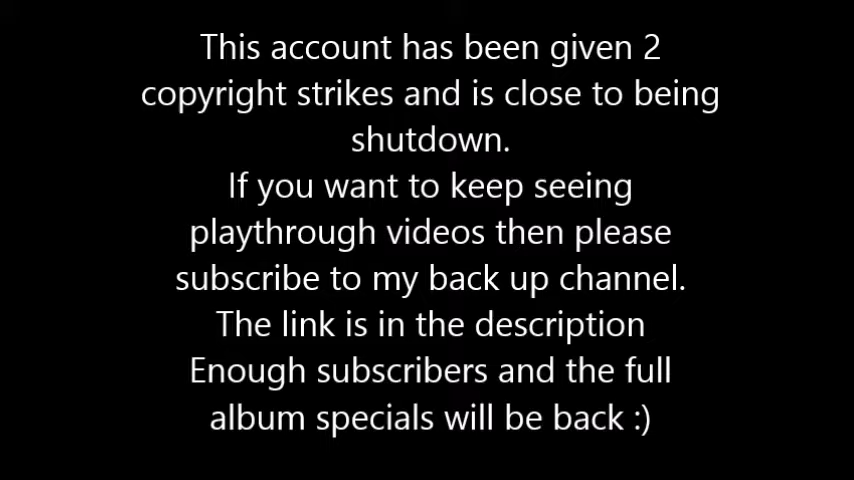 This account has been given 2
copyright strikes and is close to being
shutdown.
If you want to keep seeing
playthrough videos then please
subscribe to my back up channel.
The link is in the description
Enough subscribers and the full
album specials will be back :)